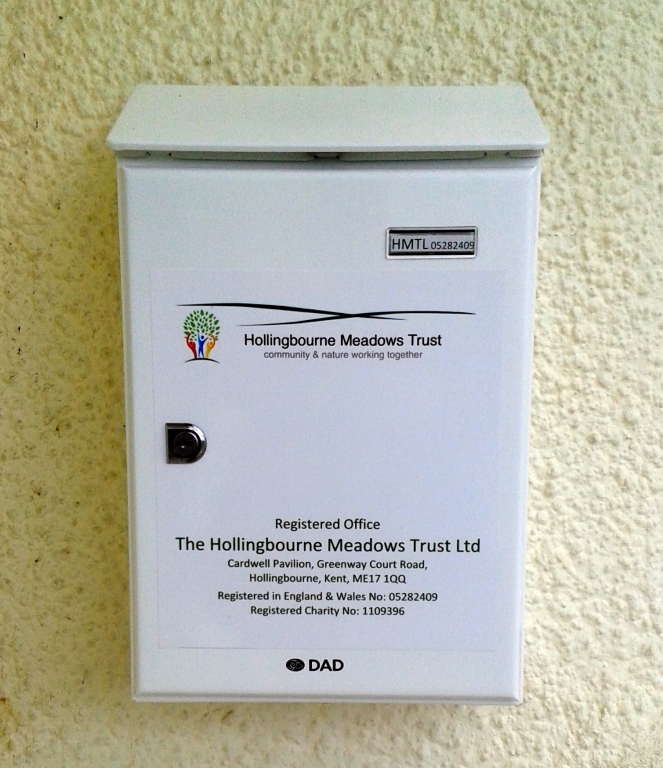 HMTL 05282409
Hollingbourne Meadows Trust
community & nature working together
Registered Office
The Hollingbourne Meadows Trust Ltd
Cardwell Pavilion, Greenway Court Road,
Hollingbourne, Kent, ME17 1QQ
Registered in England & Wales No: 05282409
Registered Charity No: 1109396
DAD